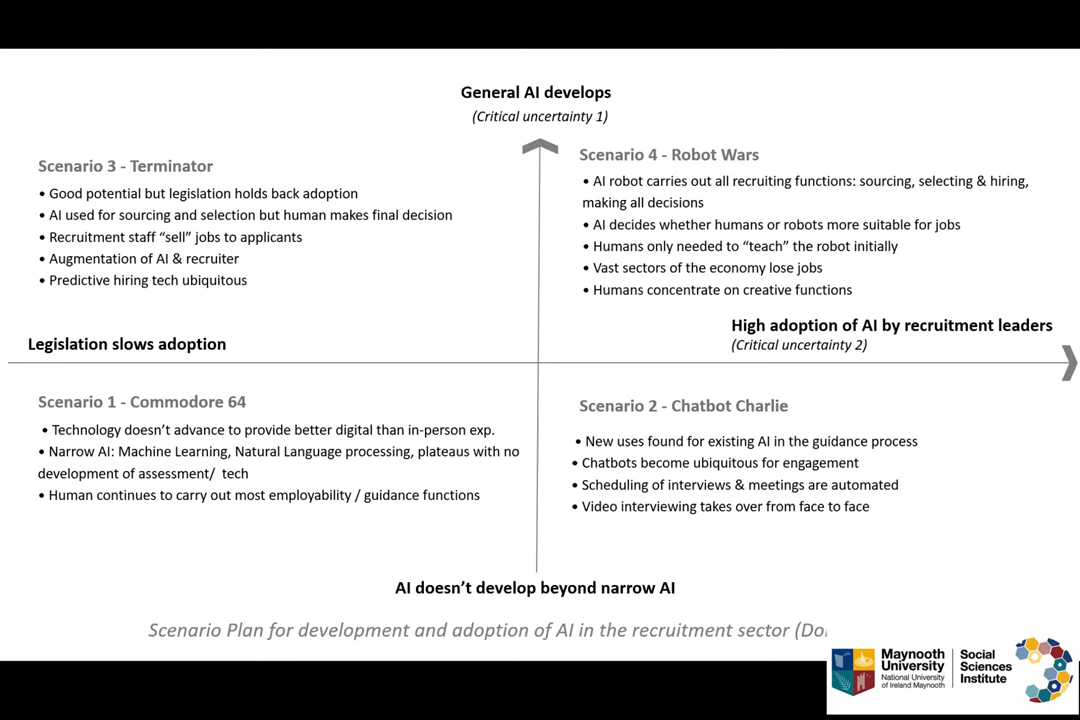 General AI develops
(Critical uncertainty 1)
Scenario 3 - Terminator
• Good potential but legislation holds back adoption
• AI used for sourcing and selection but human makes final decision
• Recruitment staff “sell” jobs to applicants
• Augmentation of AI & recruiter
• Predictive hiring tech ubiquitous
Scenario 4 - Robot Wars
• AI robot carries out all recruiting functions: sourcing, selecting & hiring,
making all decisions
• AI decides whether humans or robots more suitable for jobs
• Humans only needed to “teach” the robot initially
• Vast sectors of the economy lose jobs
• Humans concentrate on creative functions
Legislation slows adoption
High adoption of AI by recruitment leaders
(Critical uncertainty 2)
Scenario 1 - Commodore 64
• Technology doesn’t advance to provide better digital than in-person exp.
• Narrow AI: Machine Learning, Natural Language processing, plateaus with no
development of assessment/ tech
• Human continues to carry out most employability / guidance functions
Scenario 2 - Chatbot Charlie
• New uses found for existing AI in the guidance process
• Chatbots become ubiquitous for engagement
• Scheduling of interviews & meetings are automated
• Video interviewing takes over from face to face
AI doesn’t develop beyond narrow AI
Scenario Plan for development and adoption of AI in the recruitment sector
Maynooth
University
National University
of Ireland Maynooth
Social
Sciences
Institute